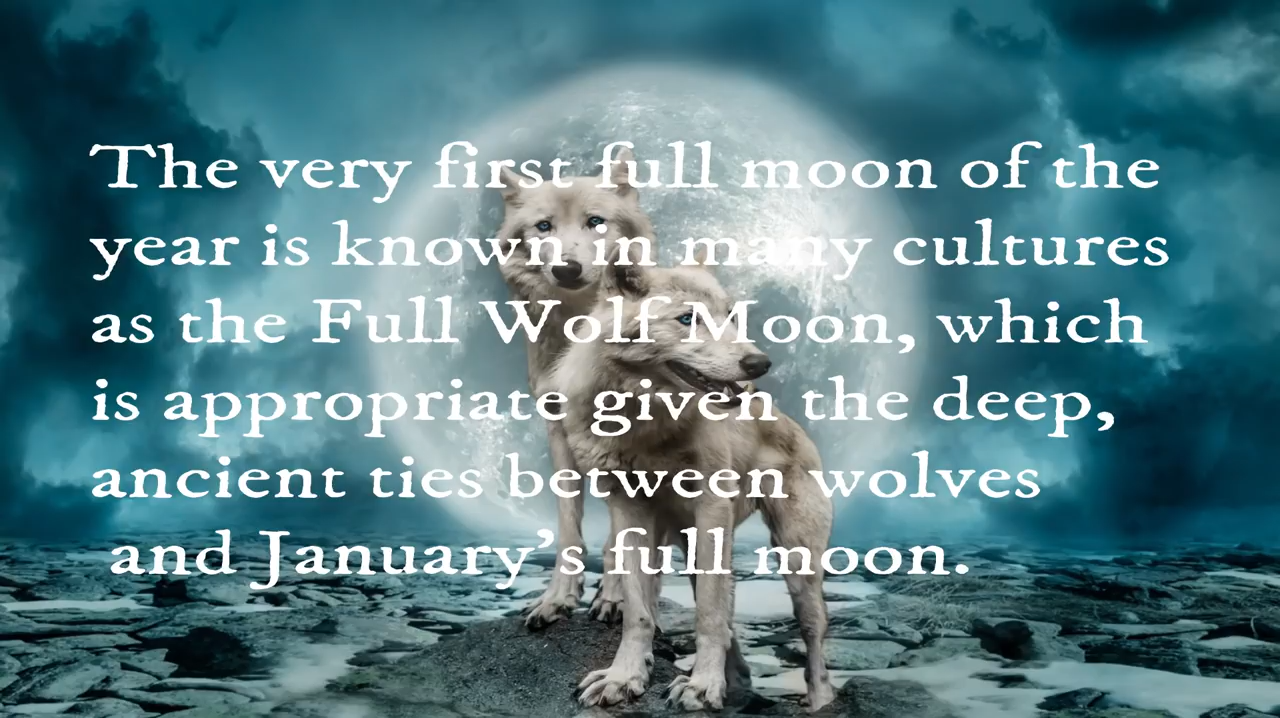 The very first full moon of the
year is known in many cultures
as the Full Wolf Moon, which
is appropriate given the deep,
ancient ties between wolves
and January’s full moon.